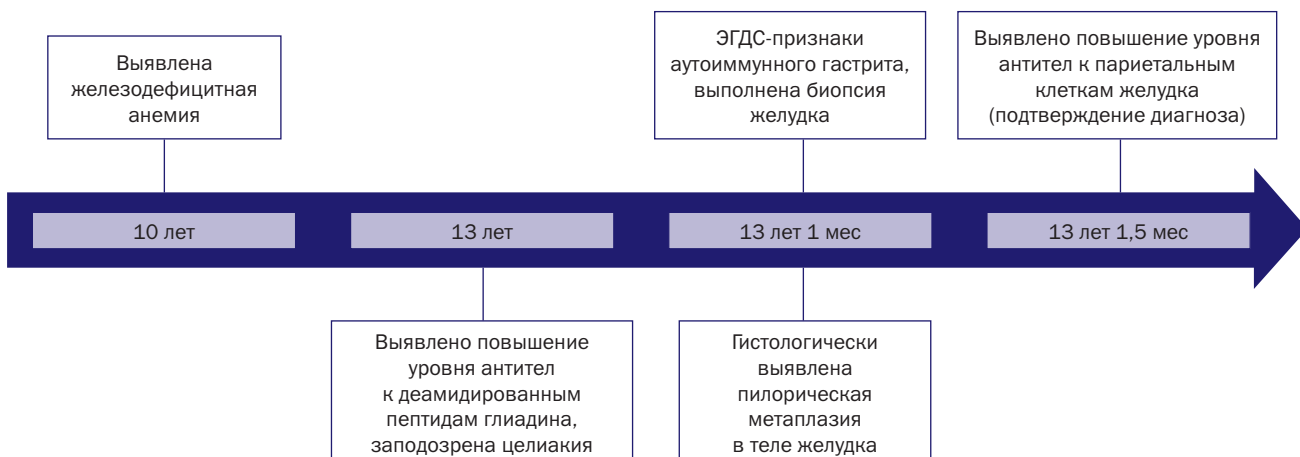 Выявлена
железодефицитная
анемия
ЭГДС-признаки
аутоиммунного гастрита,
выполнена биопсия
желудка
Выявлено повышение уровня
антител к париетальным
клеткам желудка
(подтверждение диагноза)
10 лет
13 лет
13 лет 1 мес
13 лет 1,5 мес
Выявлено повышение
уровня антител
к деамидированным
пептидам глиадина,
заподозрена целиакия
Гистологически
выявлена
пилорическая
метаплазия
в теле желудка